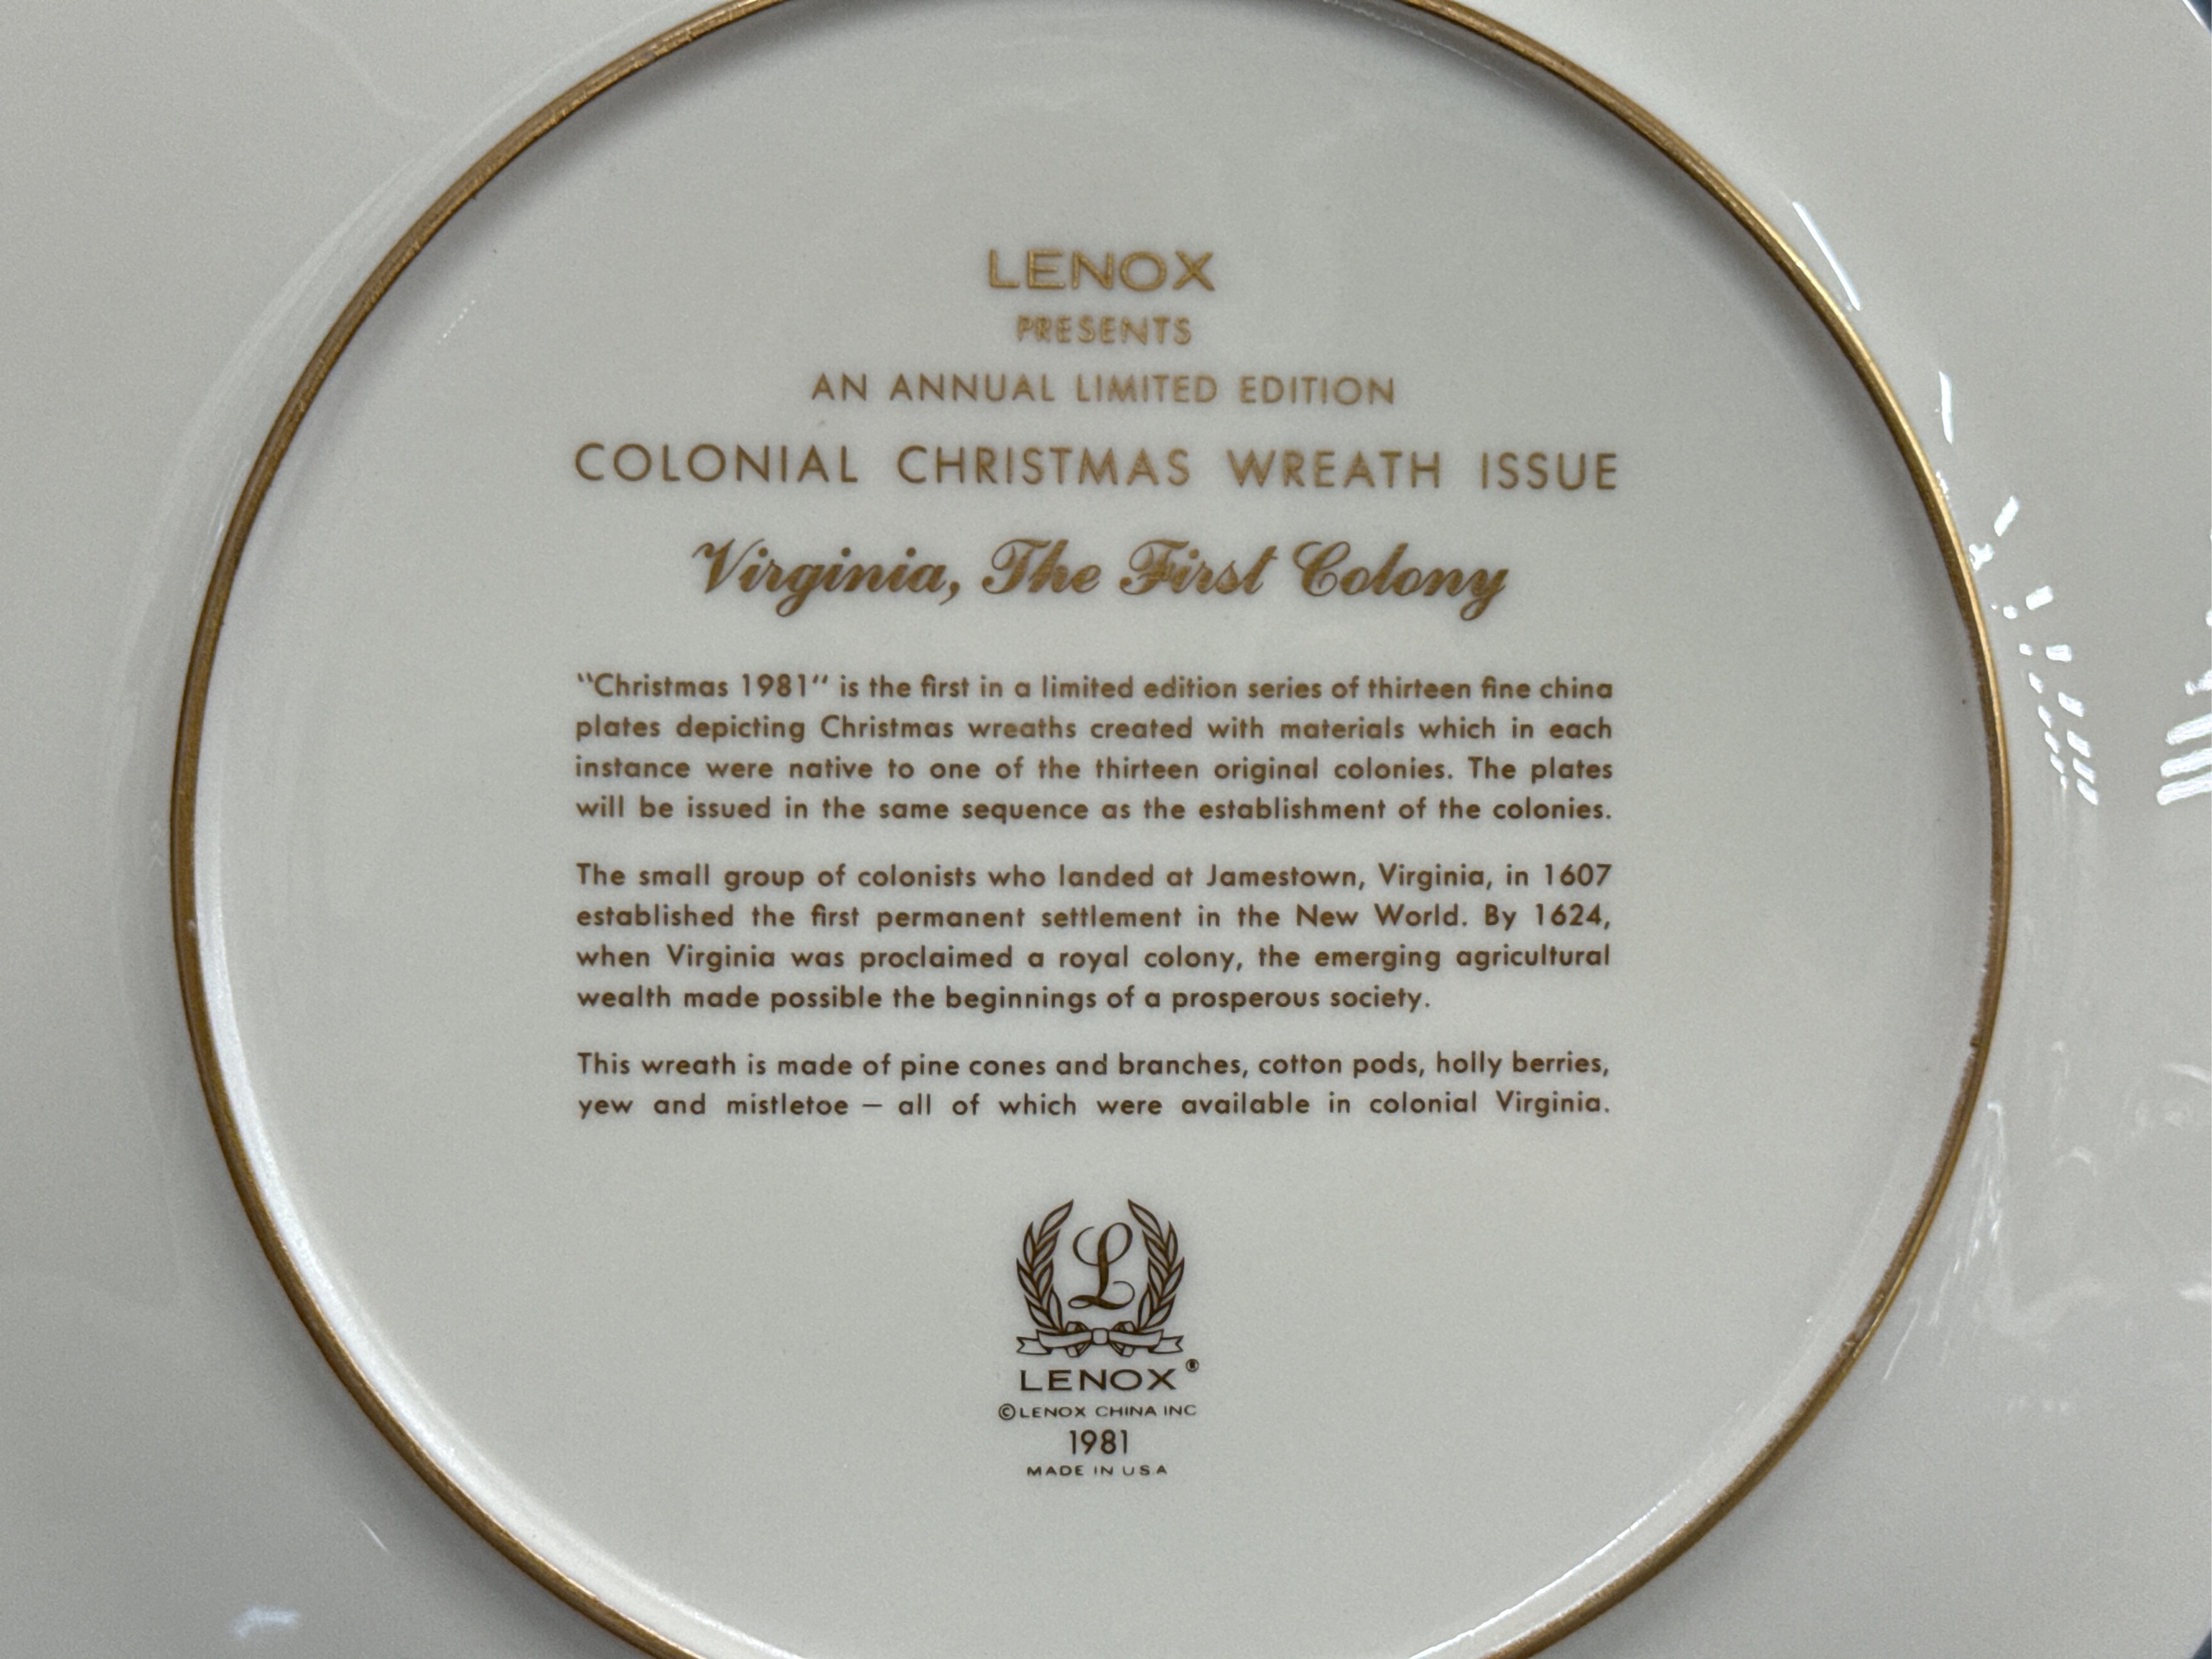 LENOX
PRESENTS
AN ANNUAL LIMITED EDITION
COLONIAL CHRISTMAS WREATH ISSUE
Virginia, The First Colony
"Christmas 1981" is the first in a limited edition series of thirteen fine china
plates depicting Christmas wreaths created with materials which in each
instance were native to one of the thirteen original colonies. The plates
will be issued in the same sequence as the establishment of the colonies.
The small group of colonists who landed at Jamestown, Virginia, in 1607
established the first permanent settlement in the New World. By 1624,
when Virginia was proclaimed a royal colony, the emerging agricultural
wealth made possible the beginnings of a prosperous society.
This wreath is made of pine cones and branches, cotton pods, holly berries,
yew and mistletoe – all of which were available in colonial Virginia.
L
LENOX®
©LENOX CHINA INC
1981
MADE IN U S A